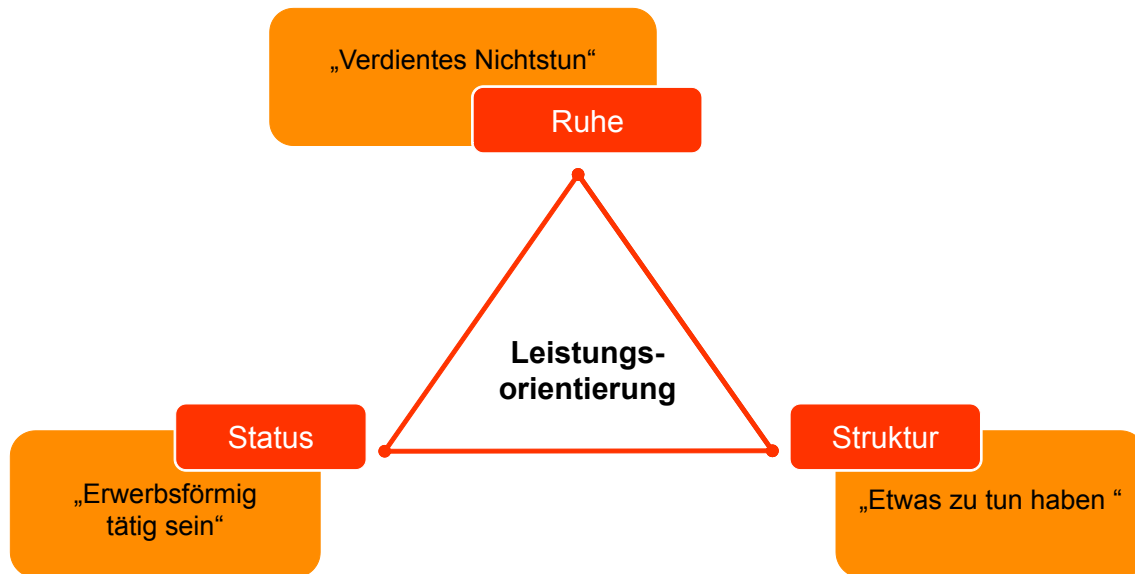 „Verdientes Nichtstun“
Ruhe
Leistungs-
orientierung
Status
„Erwerbsförmig
tätig sein“
Struktur
„Etwas zu tun haben “